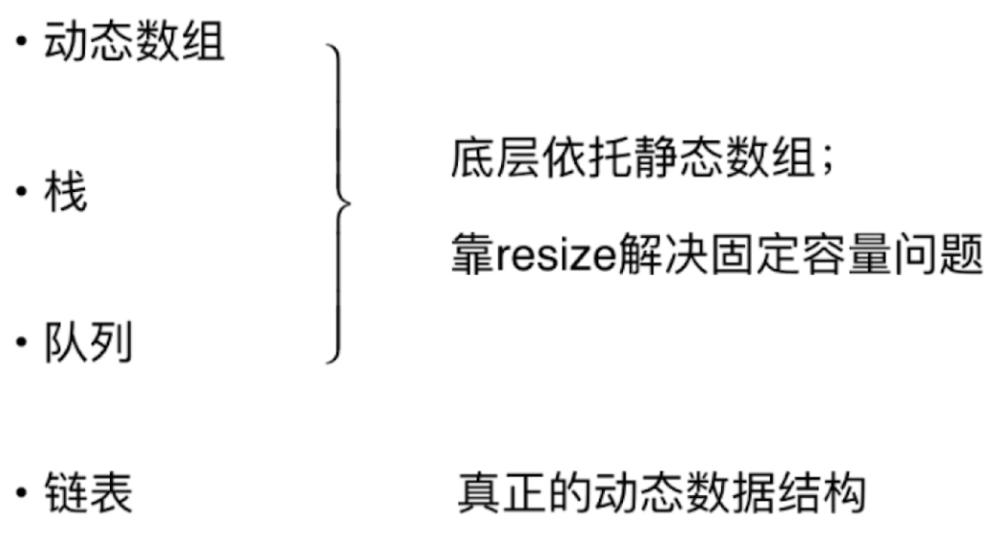 • 动态数组
底层依托静态数组；
• 栈
靠resize解决固定容量问题
• 队列
• 链表
真正的动态数据结构